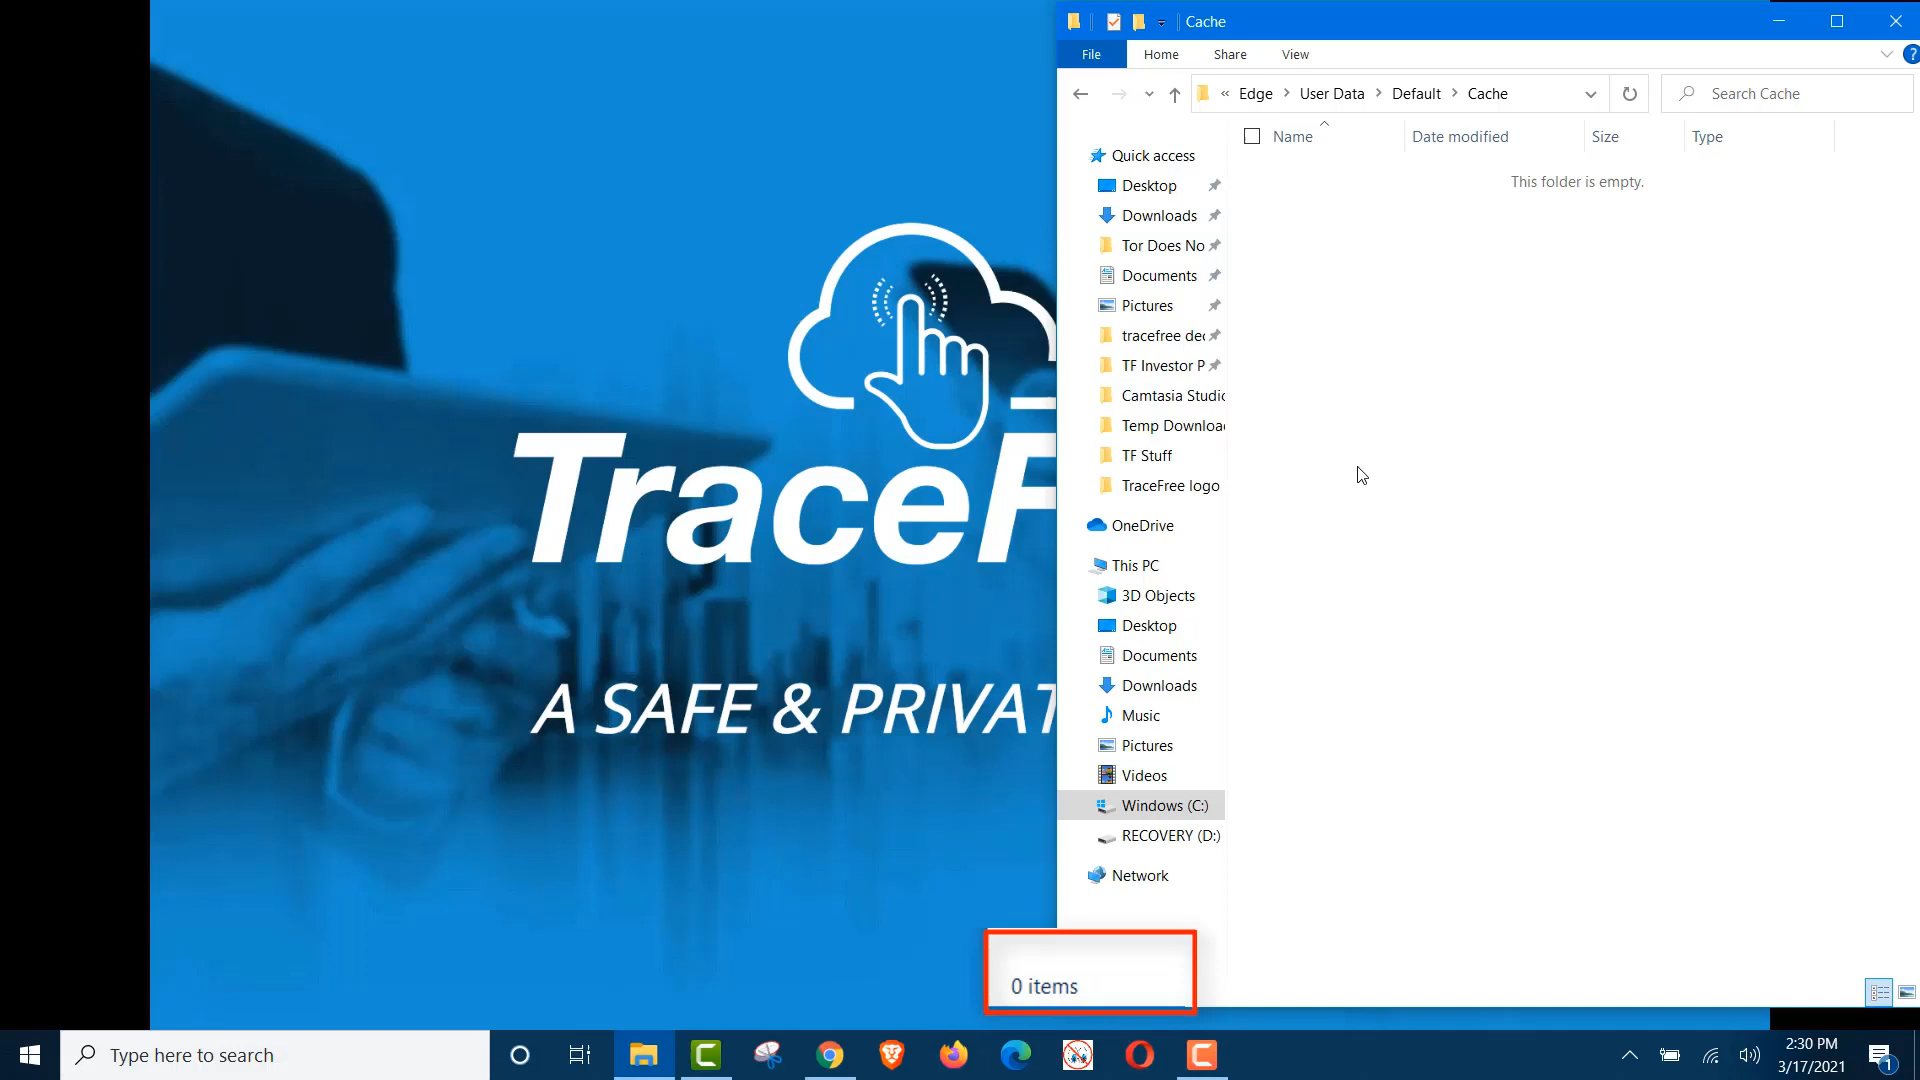 Cache
File Home Share View
?
« Edge > User Data > Default > Cache
Search Cache
Name Date modified Size Type
This folder is empty.
Quick access
Desktop
Downloads
Tor Does No
Documents
Pictures
tracefree dec
TF Investor P
Camtasia Studio
Temp Downloa
TF Stuff
TraceFree logo
OneDrive
This PC
3D Objects
Desktop
Documents
Downloads
Music
Pictures
Videos
Windows (C:)
RECOVERY (D:)
Network
TraceF
A SAFE & PRIVAT
0 items
Type here to search
2:30 PM
3/17/2021
1